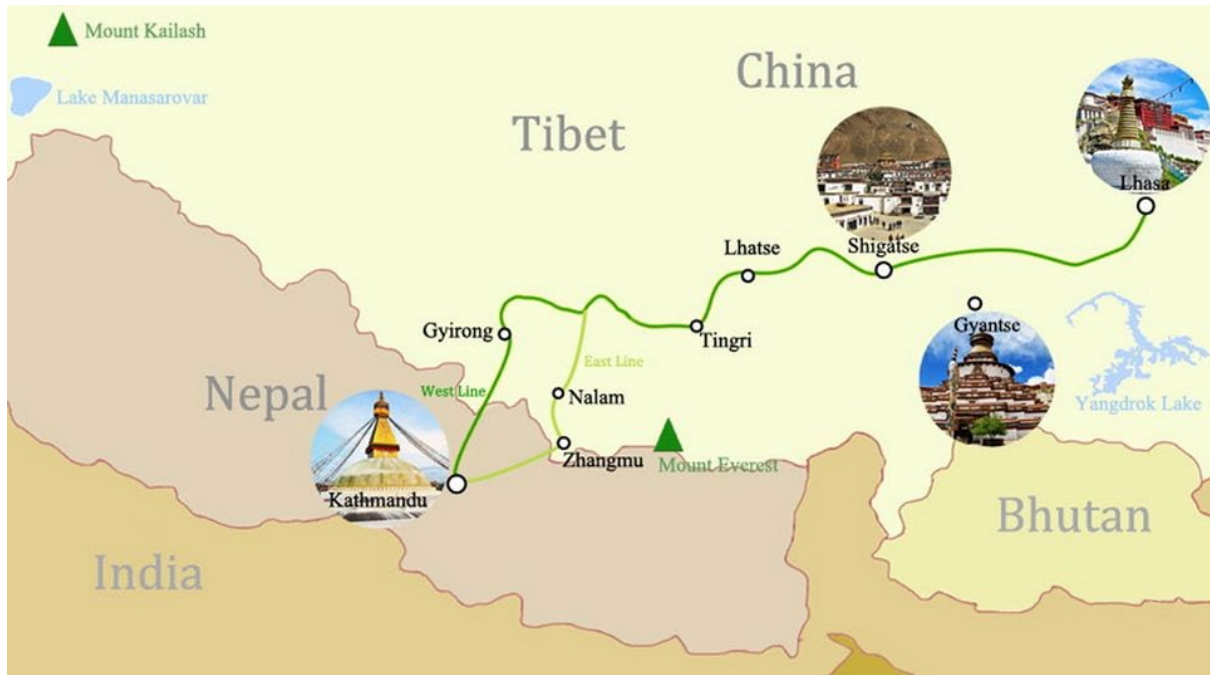 Mount Kailash
China
Lake Manasarovar
Tibet
Lhasa
Lhatse
Shigatse
Gyirong
Tingri
Gyantse
East Line
Nepal
West Line
Nalam
Yangdrok Lake
Zhangmu
Mount Everest
Kathmandu
Bhutan
India